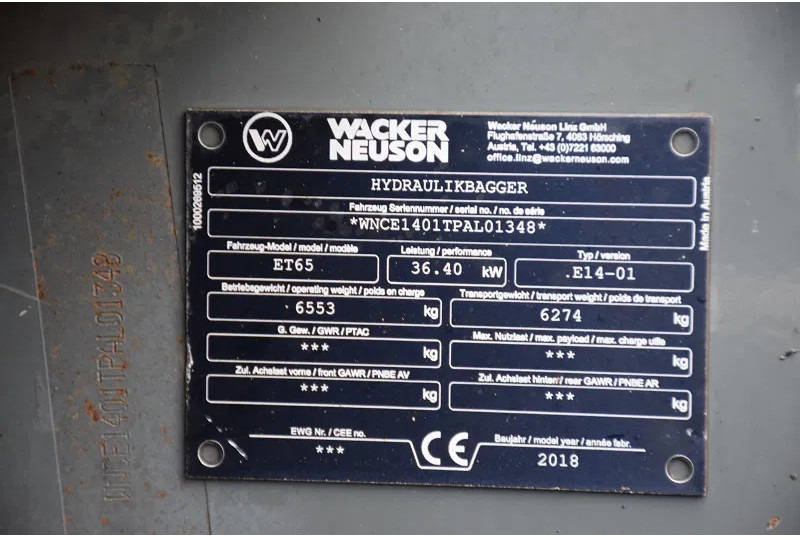 W
WACKER
NEUSON
Wacker Neuson Linz GmbH
Flughafenstraße 7, 4063 Hörsching
Austria, Tel. +43 (0)7221 63000
office.linz@wackerneuson.com
HYDRAULIKBAGGER
Fahrzeug Seriennummer / serial no. / no. de série
*WNCE1401TPAL01348*
Fahrzeug-Model / model / modèle
ET65
Leistung / performance
36.40 kW
Typ / version
.E14-01
Betriebsgewicht / operating weight / poids en charge
6553 kg
Transportgewicht / transport weight / poids de transport
6274 kg
G. Gew. / GWR / PTAC
*** kg
Max. Nutzlast / max. payload / max. charge utile
*** kg
Zul. Achslast vorne / front GAWR / PNBE AV
*** kg
Zul. Achslast hinten / rear GAWR / PNBE AR
*** kg
EWG Nr. / CEE no.
***
CE
Baujahr / model year / année fabr.
2018
1000269512
Made in Austria
WNCE1401TPAL01348